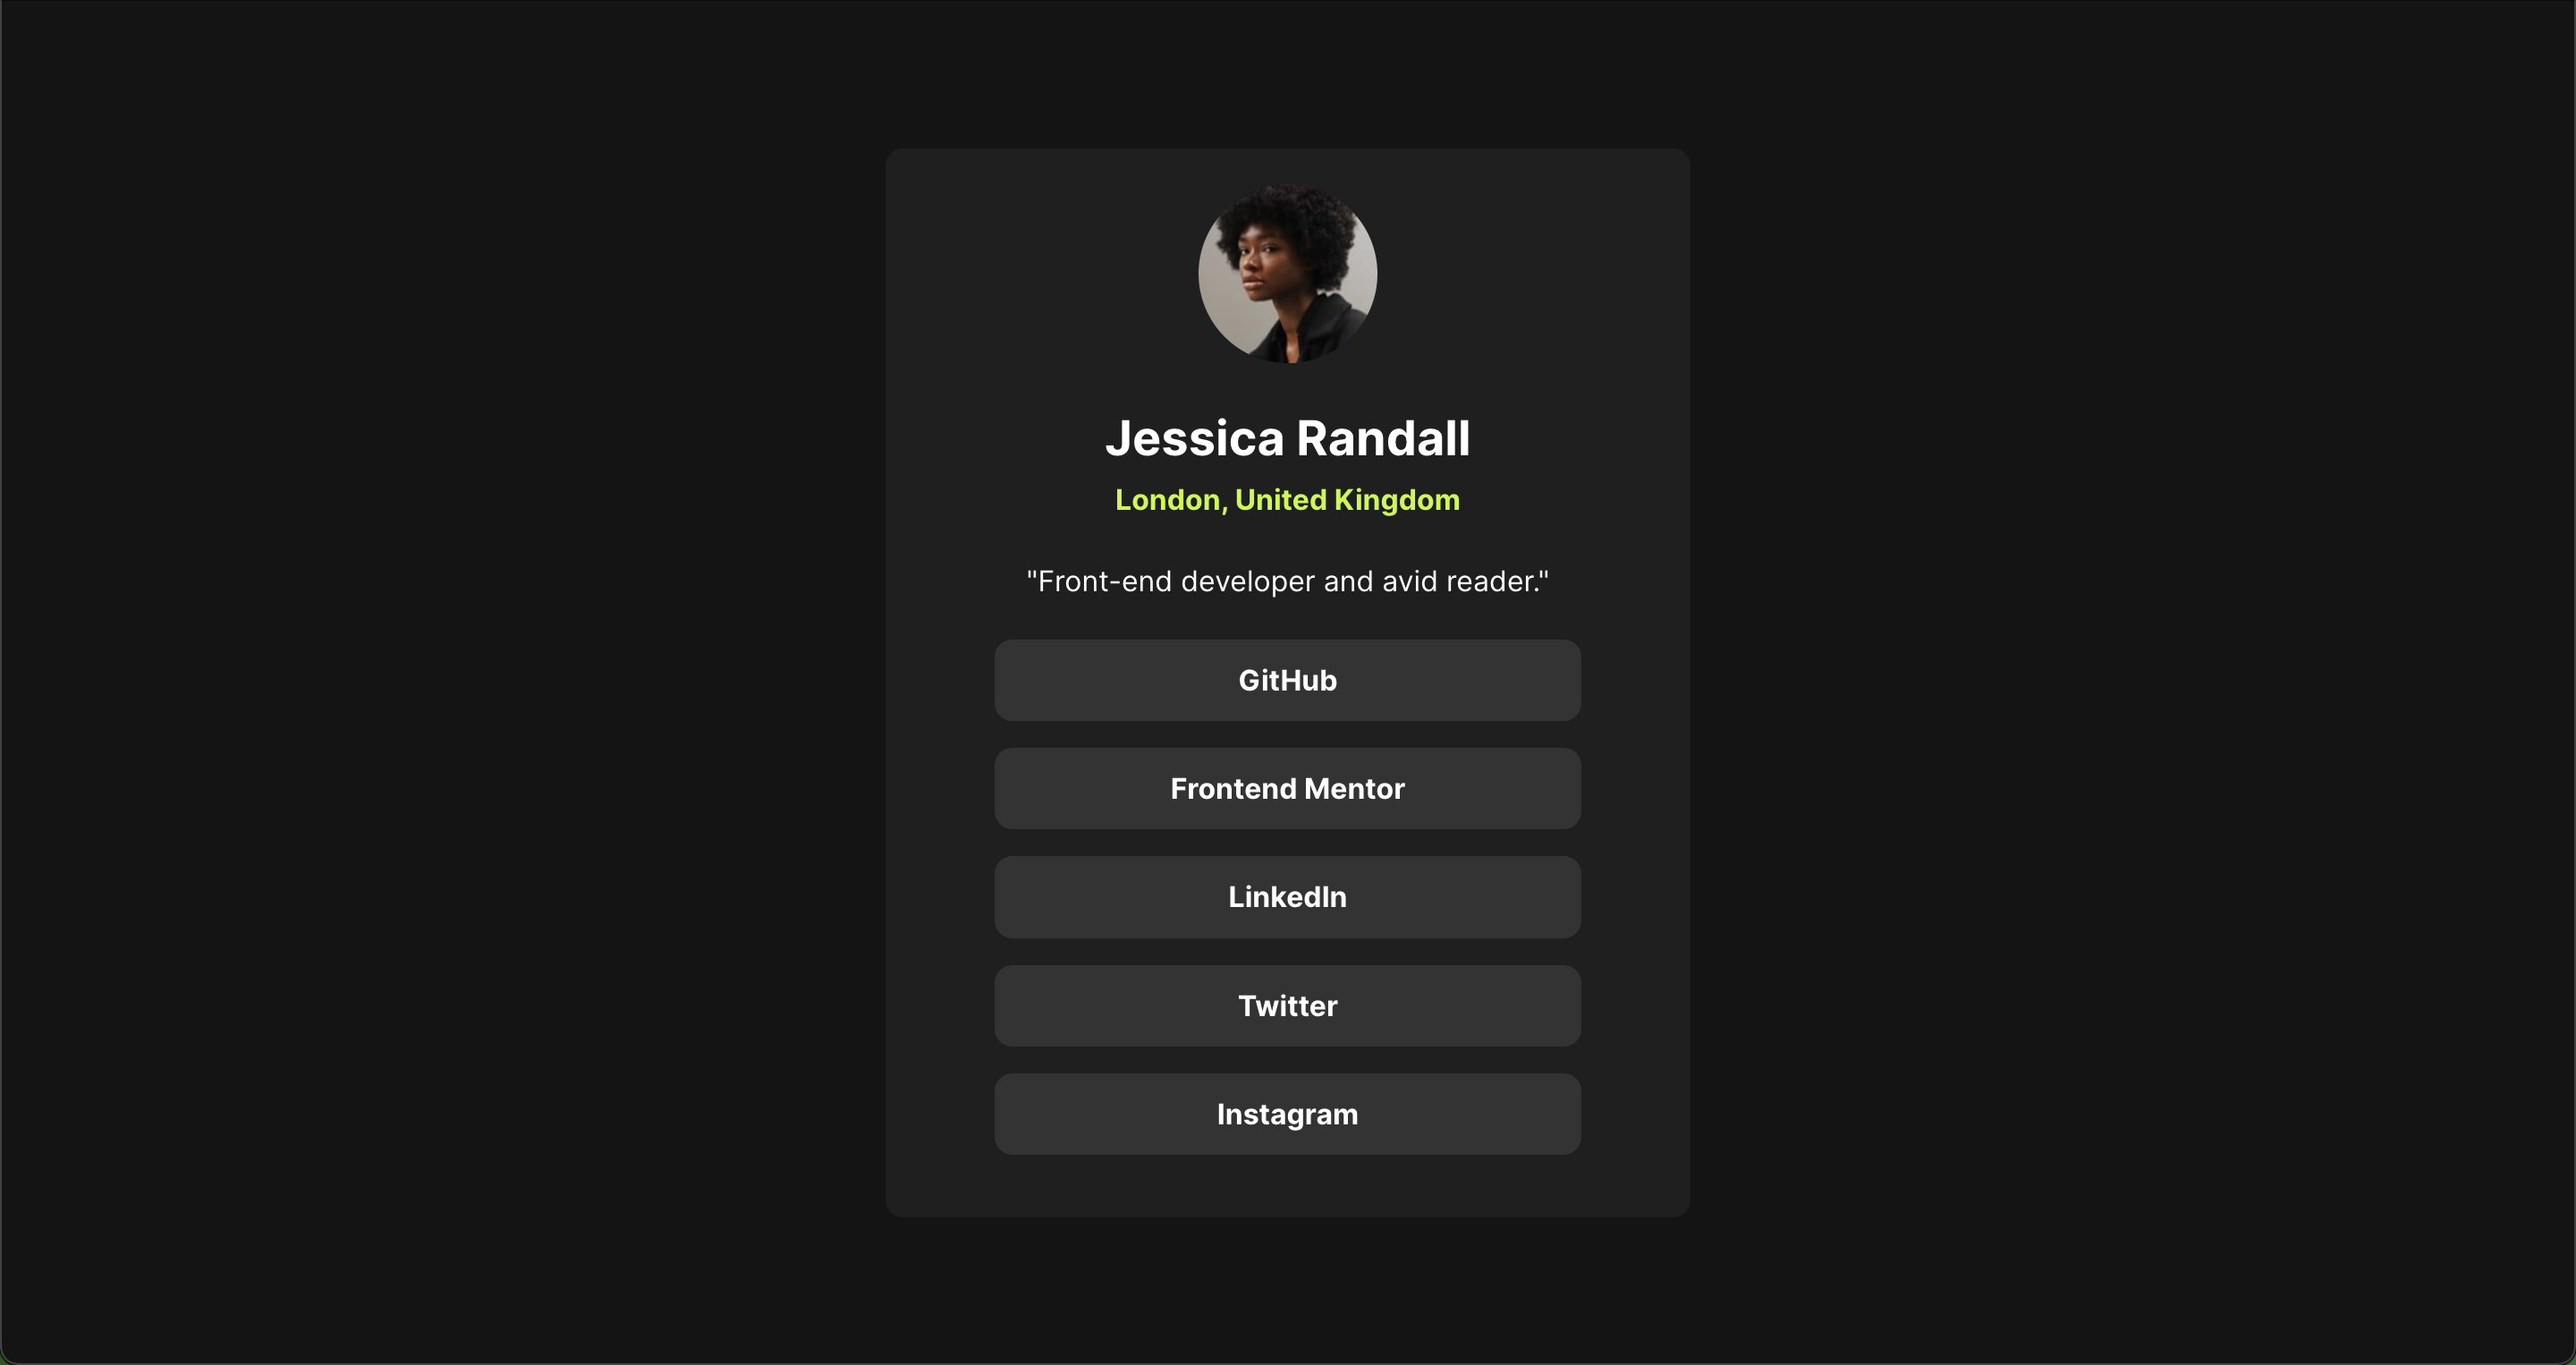 Jessica Randall
London, United Kingdom
"Front-end developer and avid reader."
GitHub
Frontend Mentor
LinkedIn
Twitter
Instagram